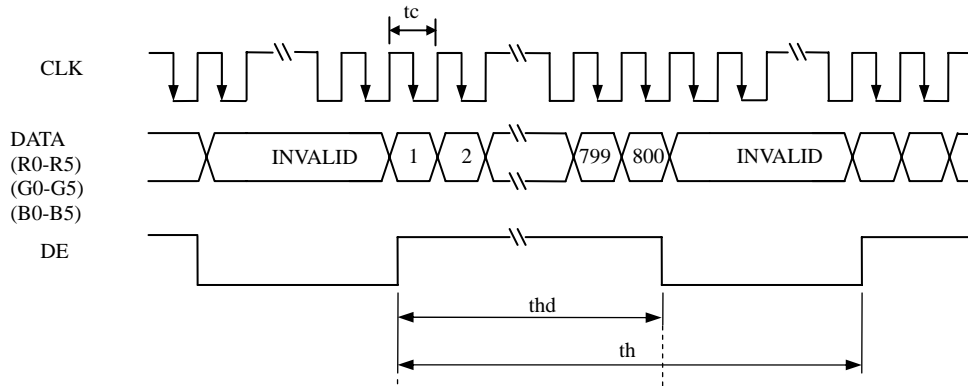 tc
CLK
DATA
(R0-R5)
(G0-G5)
(B0-B5)
INVALID 1 2 799 800 INVALID
DE
thd
th